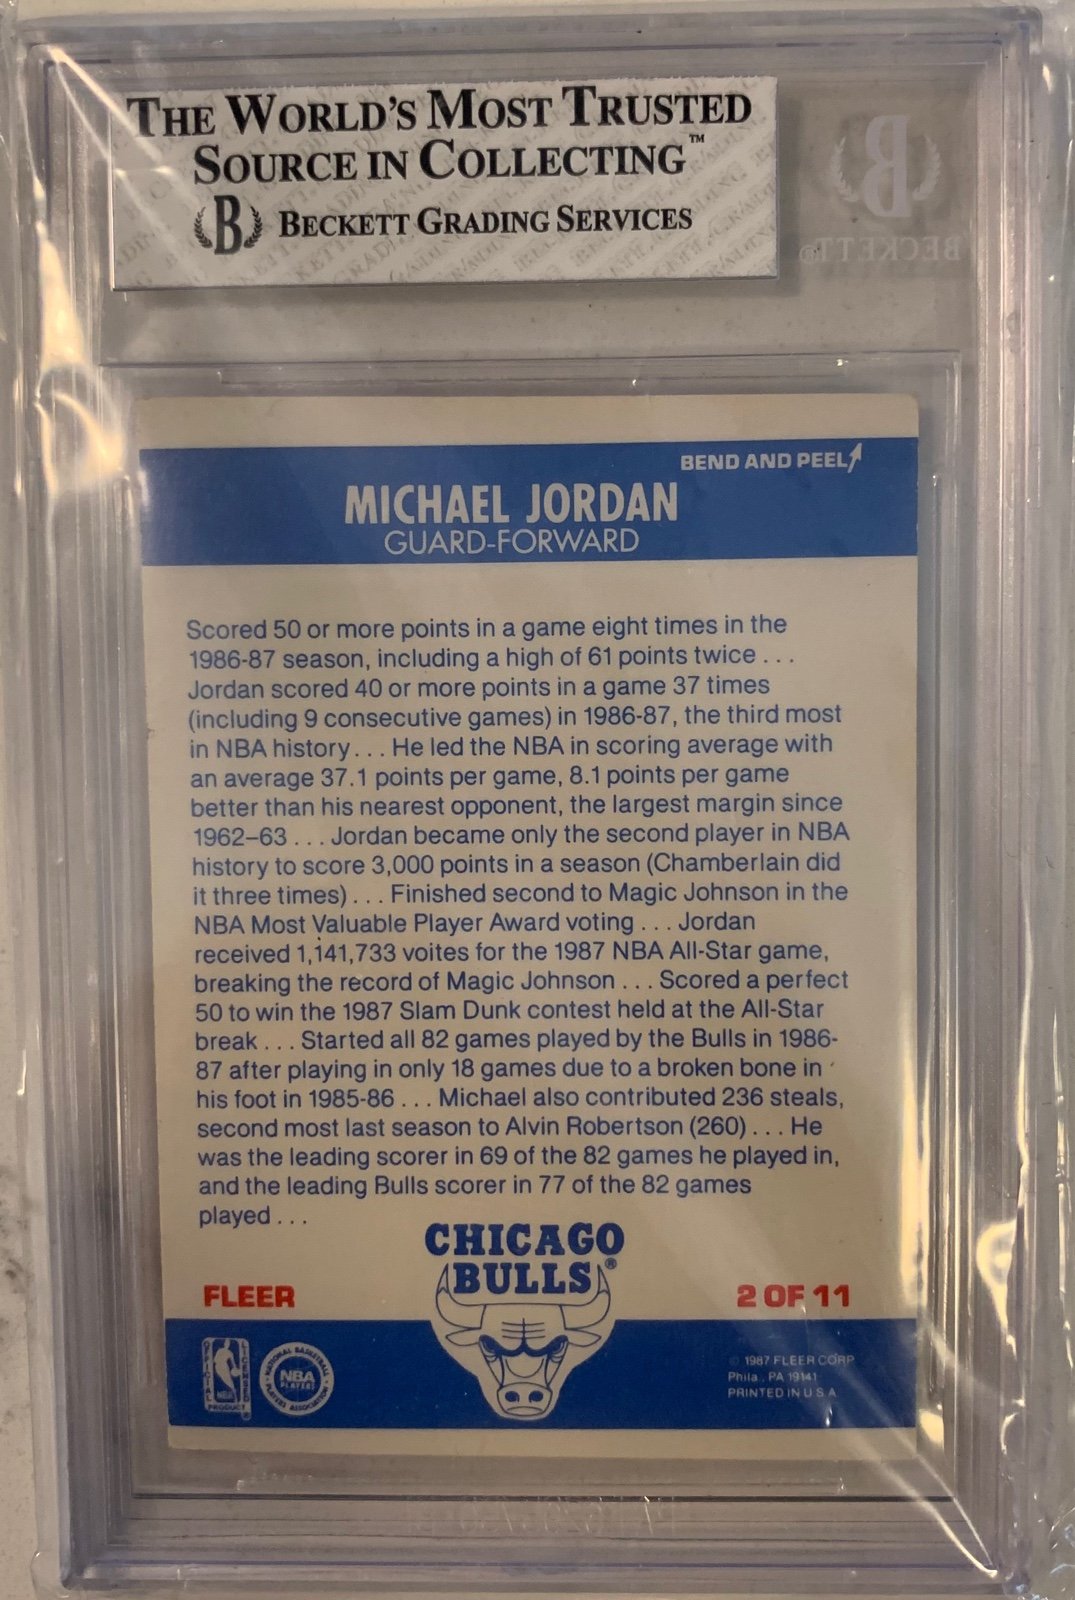 THE WORLD'S MOST TRUSTED
SOURCE IN COLLECTING™
B BECKETT GRADING SERVICES
B
BECKETT®
BEND AND PEEL
MICHAEL JORDAN
GUARD-FORWARD
Scored 50 or more points in a game eight times in the
1986-87 season, including a high of 61 points twice . . .
Jordan scored 40 or more points in a game 37 times
(including 9 consecutive games) in 1986-87, the third most
in NBA history . . . He led the NBA in scoring average with
an average 37.1 points per game, 8.1 points per game
better than his nearest opponent, the largest margin since
1962–63 . . . Jordan became only the second player in NBA
history to score 3,000 points in a season (Chamberlain did
it three times) . . . Finished second to Magic Johnson in the
NBA Most Valuable Player Award voting . . . Jordan
received 1,141,733 voites for the 1987 NBA All-Star game,
breaking the record of Magic Johnson . . . Scored a perfect
50 to win the 1987 Slam Dunk contest held at the All-Star
break . . . Started all 82 games played by the Bulls in 1986-
87 after playing in only 18 games due to a broken bone in
his foot in 1985-86 . . . Michael also contributed 236 steals,
second most last season to Alvin Robertson (260) . . . He
was the leading scorer in 69 of the 82 games he played in,
and the leading Bulls scorer in 77 of the 82 games
played . . .
CHICAGO
BULLS®
FLEER
2 OF 11
OFFICIAL LICENSED
NBA
PRODUCT ®
NATIONAL BASKETBALL
NBA
PLAYERS
PLAYERS ASSOCIATION
© 1987 FLEER CORP
Phila., PA 19141
PRINTED IN U S A